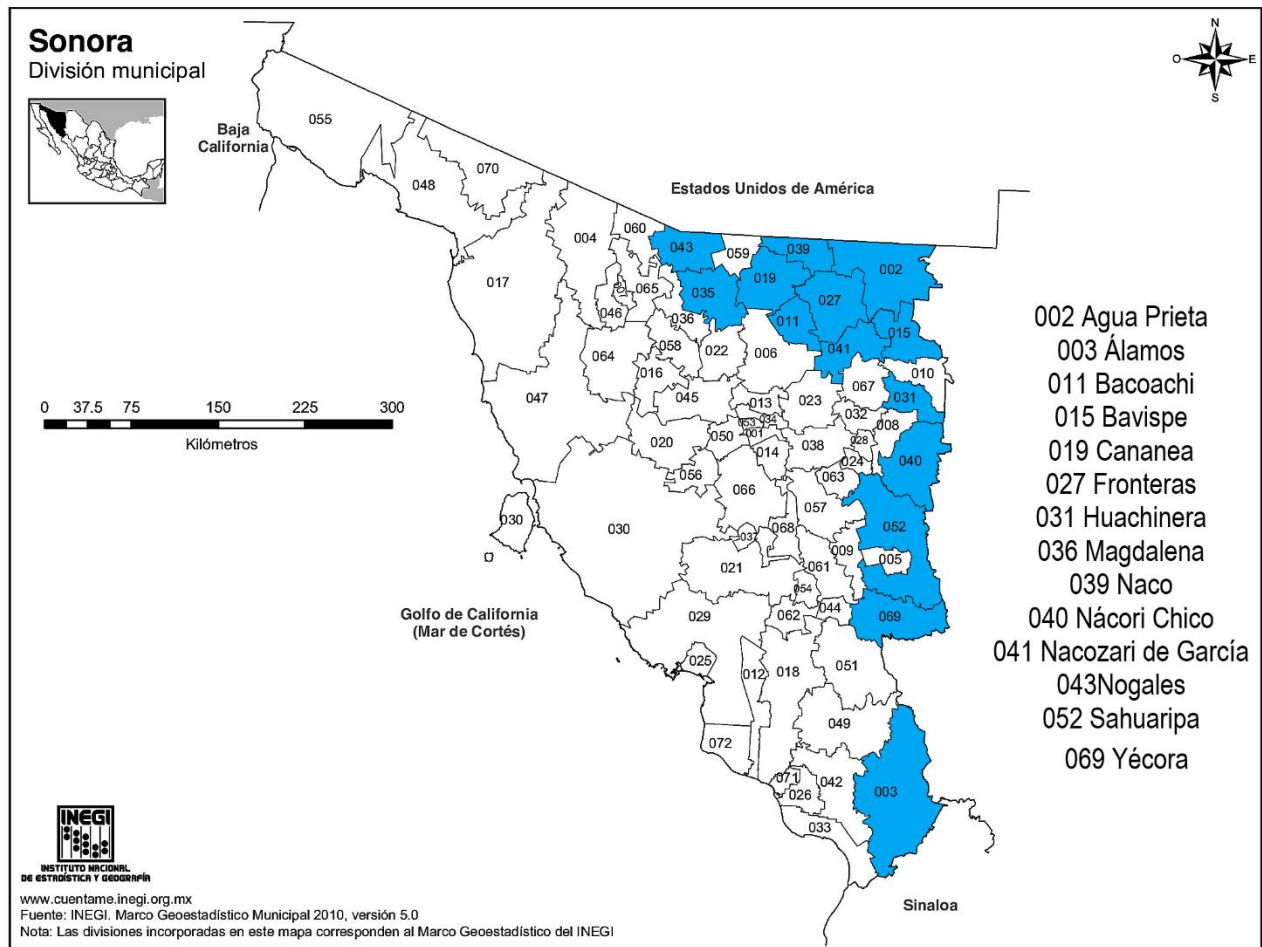 Sonora
División municipal
N
O
E
S
Baja
California
Estados Unidos de América
055
070
048
004
060
043
059
039
002
017
065
019
035
027
046
036
011
015
041
058
022
006
064
010
016
067
031
047
045
013
023
032
008
053
034
001
028
020
050
038
040
014
024
056
063
066
057
030
030
052
068
037
009
005
021
061
054
044
029
062
069
025
012
018
051
049
072
071
042
026
003
033
0 37.5 75 150 225 300
Kilómetros
Golfo de California
(Mar de Cortés)
Sinaloa
002 Agua Prieta
003 Álamos
011 Bacoachi
015 Bavispe
019 Cananea
027 Fronteras
031 Huachinera
036 Magdalena
039 Naco
040 Nácori Chico
041 Nacozari de García
043Nogales
052 Sahuaripa
069 Yécora
INEGI
INSTITUTO NACIONAL
DE ESTADÍSTICA Y GEOGRAFÍA
www.cuentame.inegi.org.mx
Fuente: INEGI. Marco Geoestadístico Municipal 2010, versión 5.0
Nota: Las divisiones incorporadas en este mapa corresponden al Marco Geoestadístico del INEGI